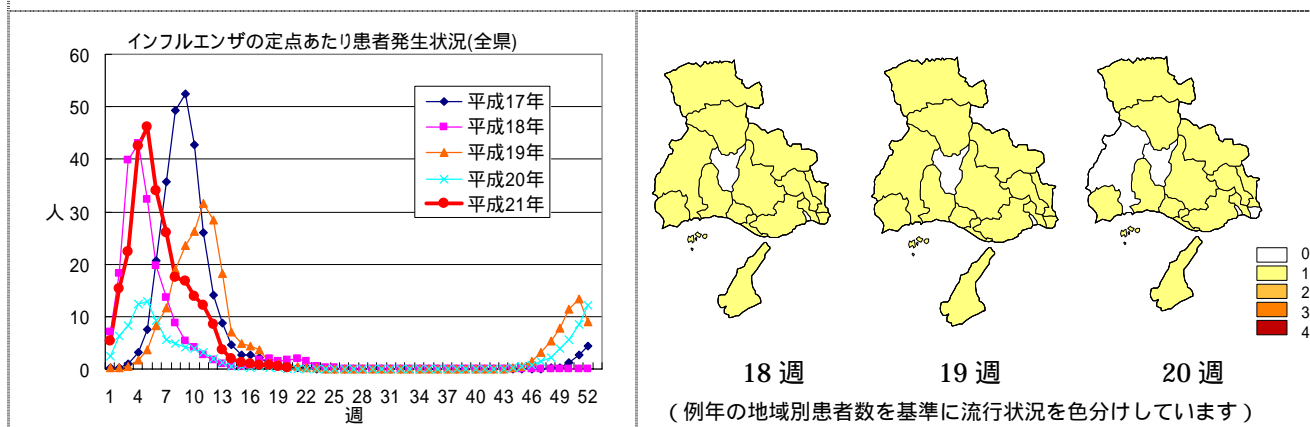 インフルエンザの定点あたり患者発生状況(全県)
60
50
40
30
20
10
0
人
平成17年
平成18年
平成19年
平成20年
平成21年
1 4 7 10 13 16 19 22 25 28 31 34 37 40 43 46 49 52
週
0
1
2
3
4
18 週 19 週 20 週
(例年の地域別患者数を基準に流行状況を色分けしています)